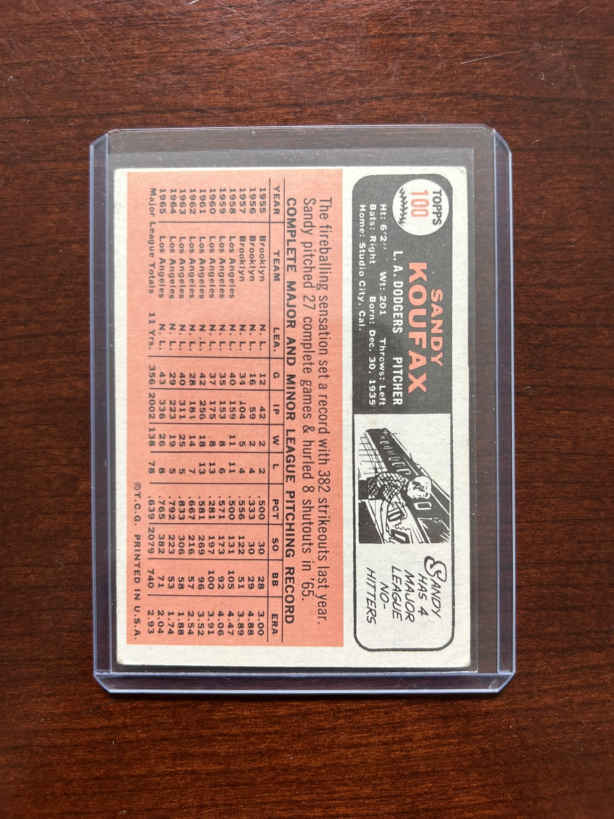 TOPPS
100
SANDY
KOUFAX
L. A. DODGERS PITCHER
Ht: 6'2" Wt: 201 Throws: Left
Bats: Right Born: Dec. 30, 1935
Home: Studio City, Cal.
SANDY
HAS 4
MAJOR
LEAGUE
NO-
HITTERS
The fireballing sensation set a record with 382 strikeouts last year.
Sandy pitched 27 complete games & hurled 8 shutouts in '65.
COMPLETE MAJOR AND MINOR LEAGUE PITCHING RECORD
YEAR TEAM LEA. G IP W L PCT SO BB ERA
1955 Brooklyn N. L. 12 42 2 2 .500 30 28 3.00
1956 Brooklyn N. L. 16 59 2 4 .333 30 29 4.88
1957 Brooklyn N. L. 34 104 5 4 .556 122 51 3.89
1958 Los Angeles N. L. 40 159 11 11 .500 131 105 4.47
1959 Los Angeles N. L. 35 153 8 6 .571 173 92 4.06
1960 Los Angeles N. L. 37 175 8 13 .381 197 100 3.91
1961 Los Angeles N. L. 42 256 18 13 .581 269 96 3.52
1962 Los Angeles N. L. 28 184 14 7 .667 216 57 2.54
1963 Los Angeles N. L. 40 311 25 5 .833 306 58 1.88
1964 Los Angeles N. L. 29 223 19 5 .792 223 53 1.74
1965 Los Angeles N. L. 43 336 26 8 .765 382 71 2.04
Major League Totals 11 Yrs. 356 2002 138 78 .639 2079 740 2.93
©T.C.G. PRINTED IN U.S.A.